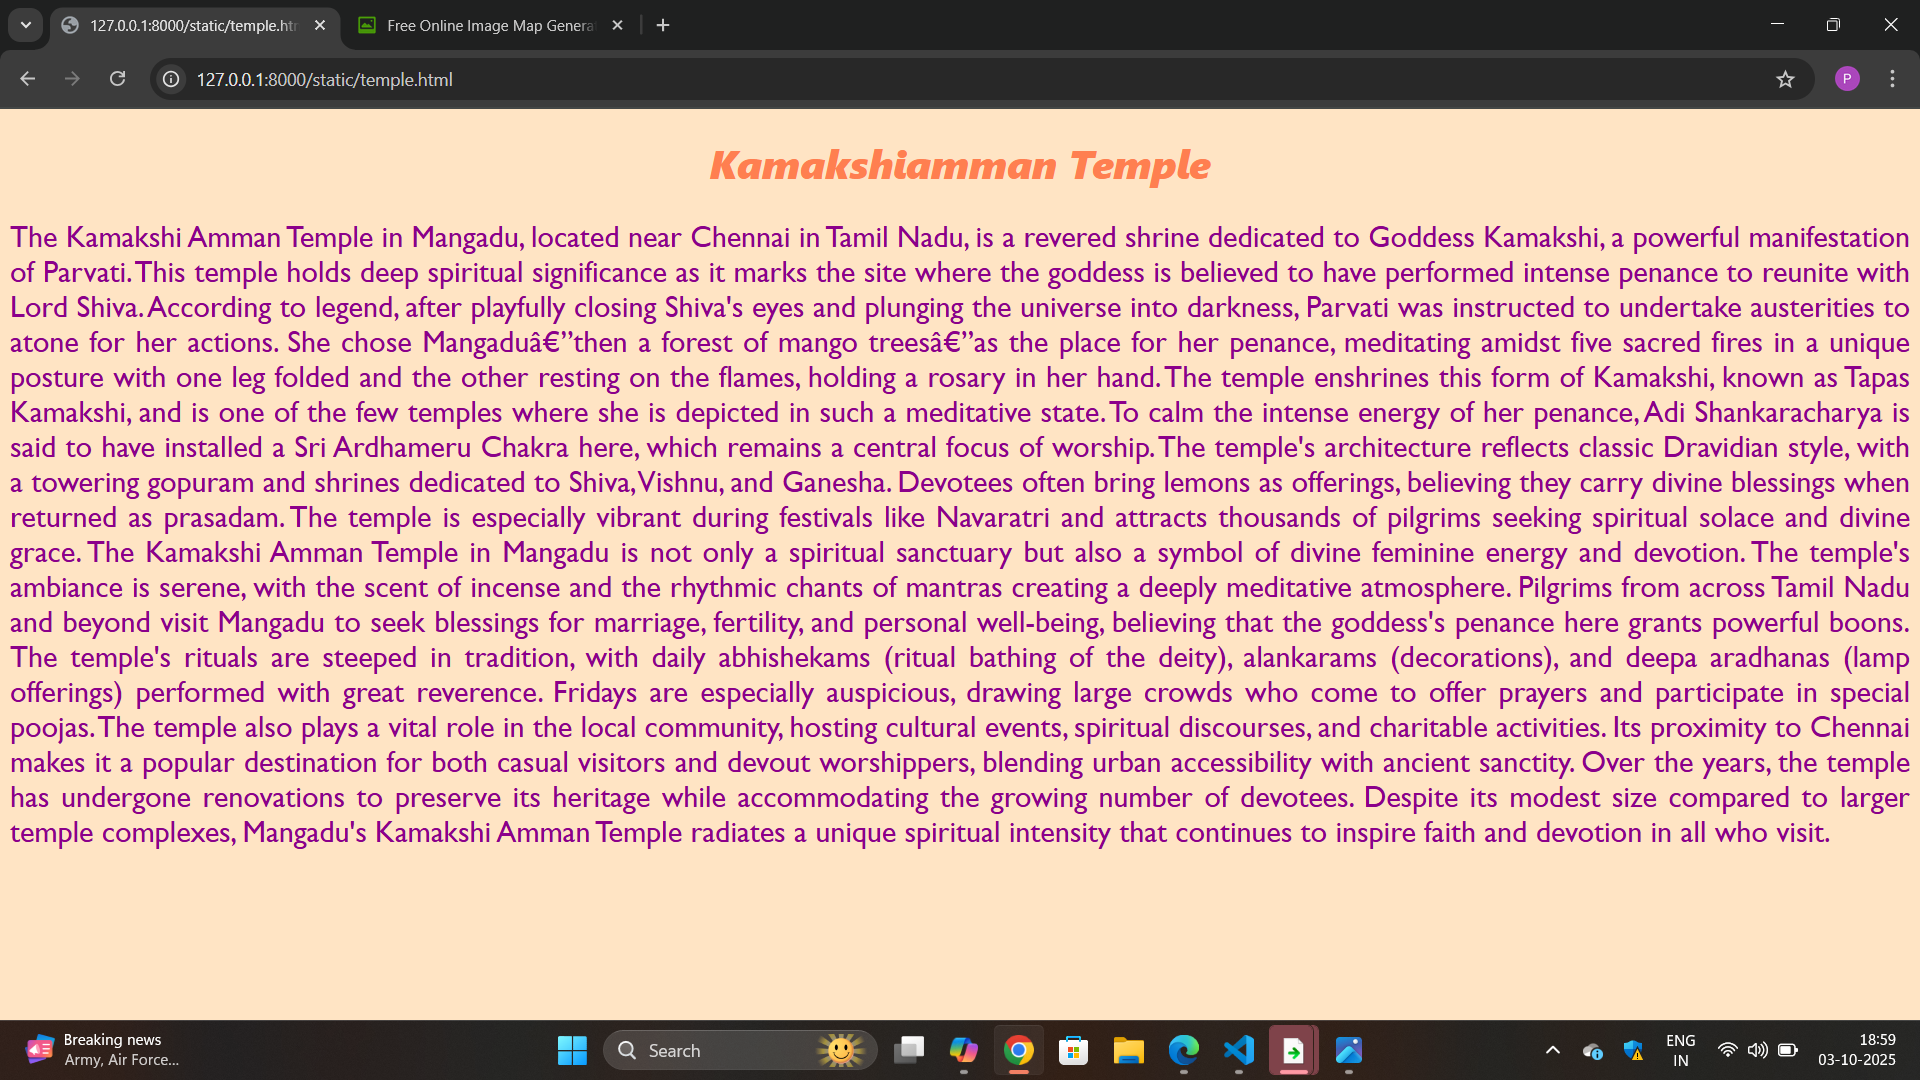 127.0.0.1:8000/static/temple.htm
Free Online Image Map Genera
127.0.0.1:8000/static/temple.html
P
Kamakshiamman Temple
The Kamakshi Amman Temple in Mangadu, located near Chennai in Tamil Nadu, is a revered shrine dedicated to Goddess Kamakshi, a powerful manifestation
of Parvati. This temple holds deep spiritual significance as it marks the site where the goddess is believed to have performed intense penance to reunite with
Lord Shiva. According to legend, after playfully closing Shiva's eyes and plunging the universe into darkness, Parvati was instructed to undertake austerities to
atone for her actions. She chose Mangaduâ€”then a forest of mango treesâ€”as the place for her penance, meditating amidst five sacred fires in a unique
posture with one leg folded and the other resting on the flames, holding a rosary in her hand. The temple enshrines this form of Kamakshi, known as Tapas
Kamakshi, and is one of the few temples where she is depicted in such a meditative state. To calm the intense energy of her penance, Adi Shankaracharya is
said to have installed a Sri Ardhameru Chakra here, which remains a central focus of worship. The temple's architecture reflects classic Dravidian style, with
a towering gopuram and shrines dedicated to Shiva, Vishnu, and Ganesha. Devotees often bring lemons as offerings, believing they carry divine blessings when
returned as prasadam. The temple is especially vibrant during festivals like Navaratri and attracts thousands of pilgrims seeking spiritual solace and divine
grace. The Kamakshi Amman Temple in Mangadu is not only a spiritual sanctuary but also a symbol of divine feminine energy and devotion. The temple's
ambiance is serene, with the scent of incense and the rhythmic chants of mantras creating a deeply meditative atmosphere. Pilgrims from across Tamil Nadu
and beyond visit Mangadu to seek blessings for marriage, fertility, and personal well-being, believing that the goddess's penance here grants powerful boons.
The temple's rituals are steeped in tradition, with daily abhishekams (ritual bathing of the deity), alankarams (decorations), and deepa aradhanas (lamp
offerings) performed with great reverence. Fridays are especially auspicious, drawing large crowds who come to offer prayers and participate in special
poojas. The temple also plays a vital role in the local community, hosting cultural events, spiritual discourses, and charitable activities. Its proximity to Chennai
makes it a popular destination for both casual visitors and devout worshippers, blending urban accessibility with ancient sanctity. Over the years, the temple
has undergone renovations to preserve its heritage while accommodating the growing number of devotees. Despite its modest size compared to larger
temple complexes, Mangadu's Kamakshi Amman Temple radiates a unique spiritual intensity that continues to inspire faith and devotion in all who visit.
Breaking news
Army, Air Force...
Search
ENG
IN
18:59
03-10-2025